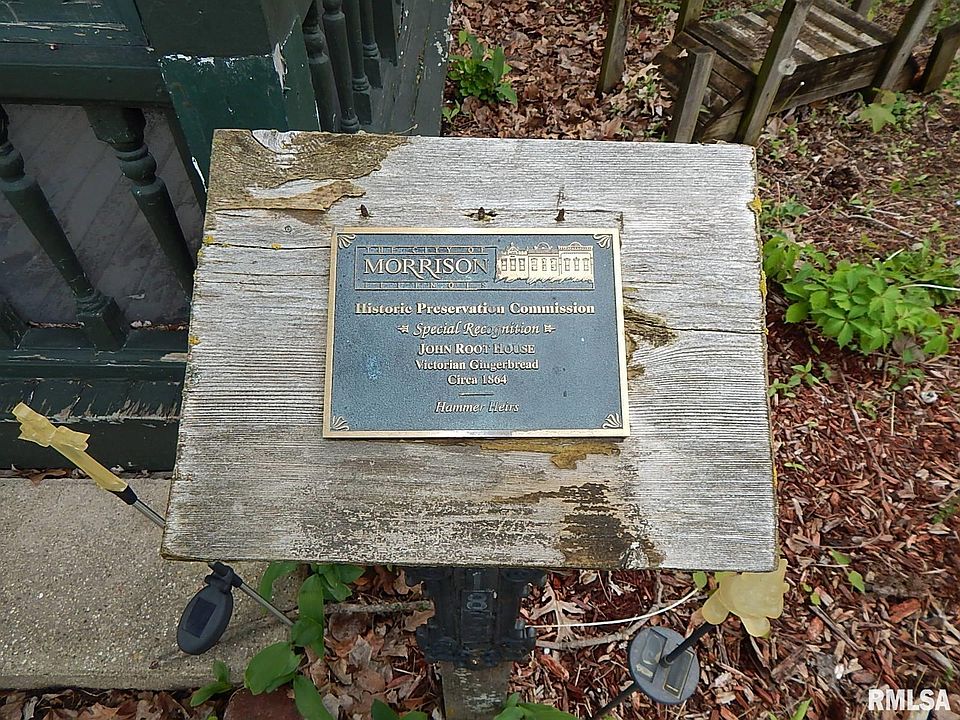 THE CITY OF
MORRISON
ILLINOIS
Historic Preservation Commission
Special Recognition
JOHN ROOT HOUSE
Victorian Gingerbread
Circa 1864
Hammer Heirs
RMLSA